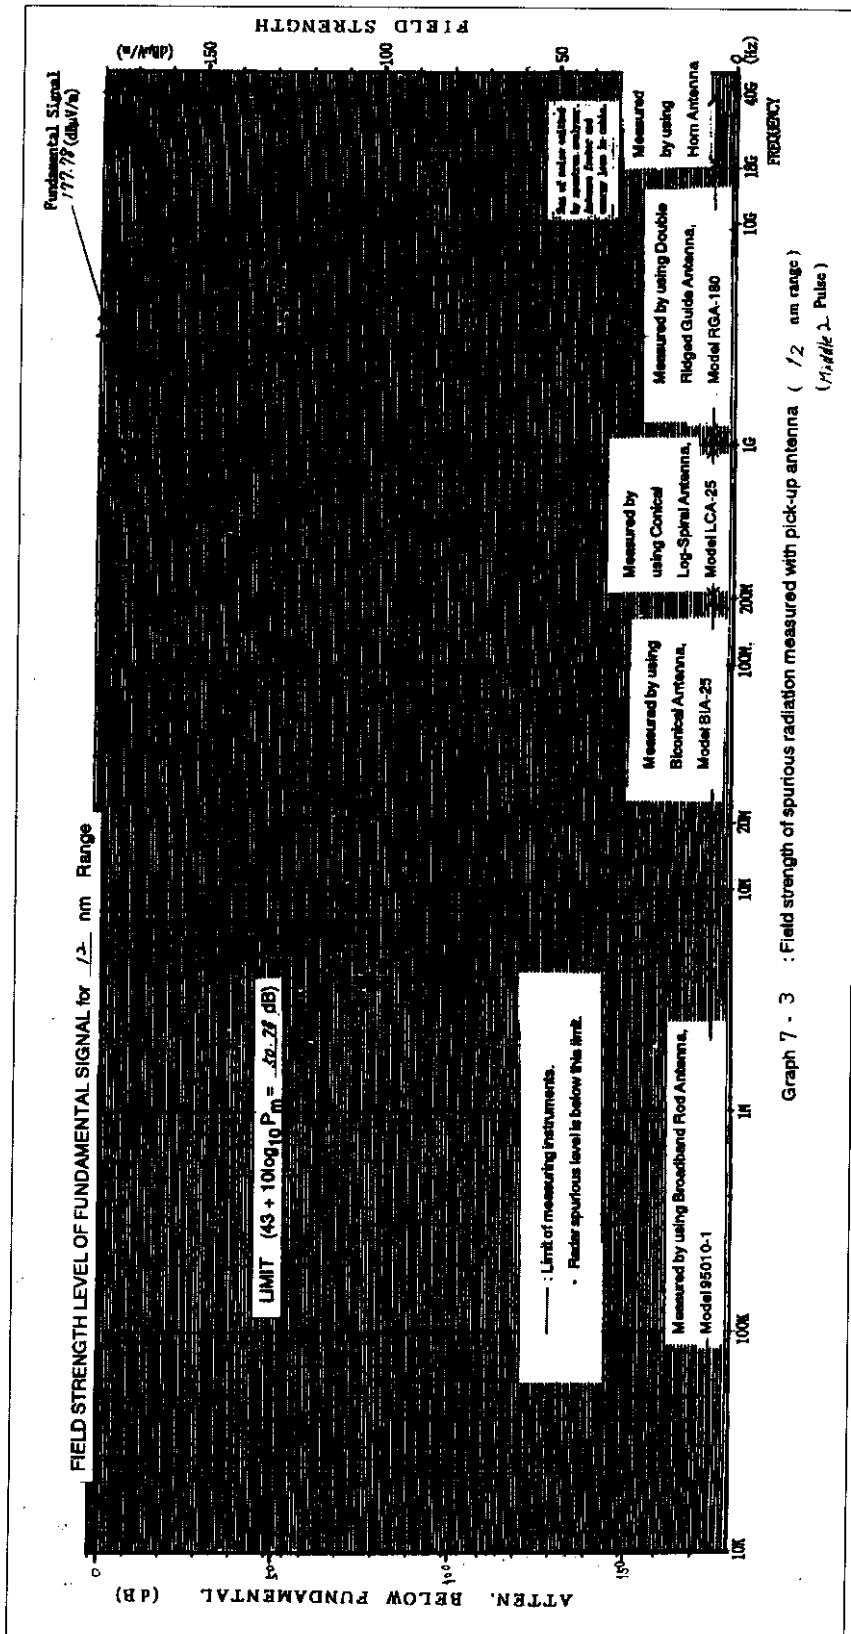 FIELD STRENGTH LEVEL OF FUNDAMENTAL SIGNAL for 12 nm Range
Fundamental Signal
177.78 (dBμV/m)
ATTEN. BELOW FUNDAMENTAL (dB)
0
50
100
150
FIELD STRENGTH
(dBμV/m)
150
100
50
0
LIMIT (43 + 10log10 Pm =
dB)
: Limit of measuring instruments.
• Radar spurious level is below this limit.
Measured by using Broadband Rod Antenna,
Model 95010-1
Measured by using
Biconical Antenna,
Model BIA-25
Measured by
using Conical
Log-Spiral Antenna,
Model LCA-25
Measured by using Double
Ridged Guide Antenna,
Model RGA-180
Measured
by using
Horn Antenna
10K
100K
1M
10M
20M
100M.
200M
1G
10G
18G
40G
(Hz)
FREQUENCY
Graph 7 - 3 : Field strength of spurious radiation measured with pick-up antenna ( 12 nm range )
(Middle 2 Pulse)